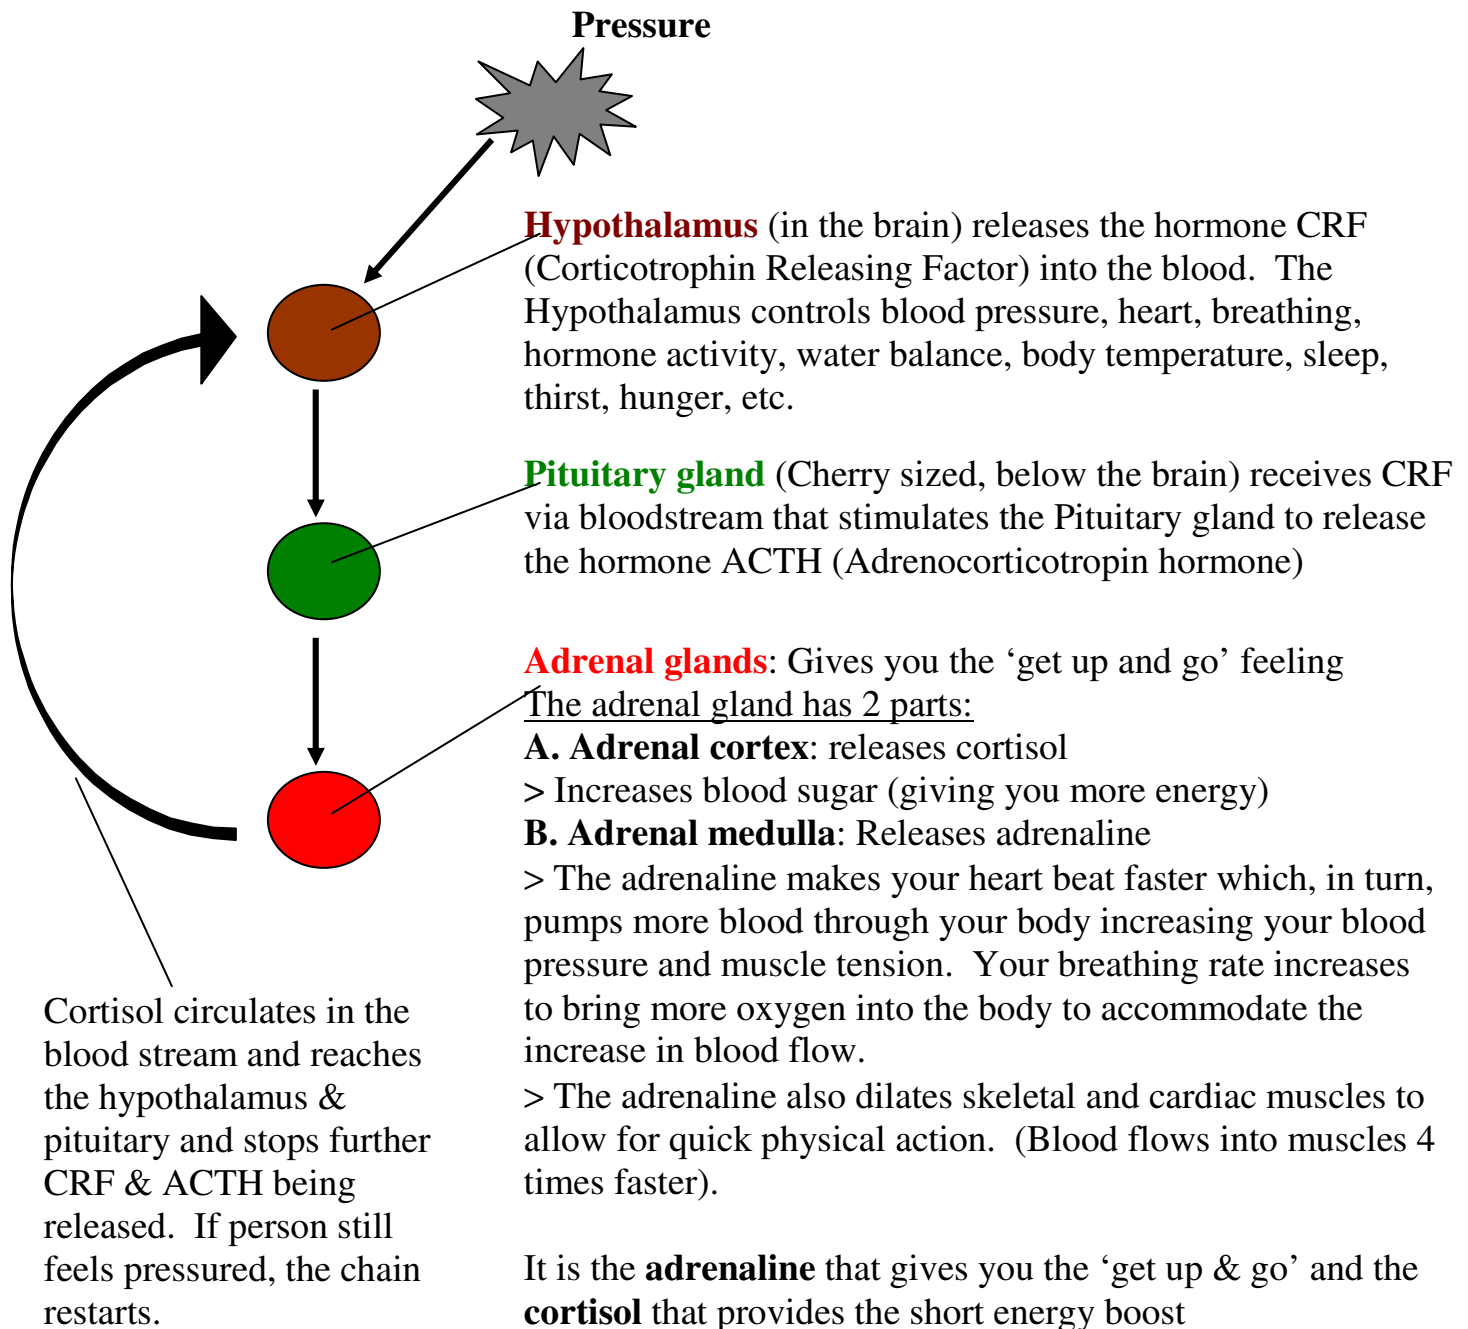 Pressure
Hypothalamus (in the brain) releases the hormone CRF
(Corticotrophin Releasing Factor) into the blood.  The
Hypothalamus controls blood pressure, heart, breathing,
hormone activity, water balance, body temperature, sleep,
thirst, hunger, etc.
Pituitary gland (Cherry sized, below the brain) receives CRF
via bloodstream that stimulates the Pituitary gland to release
the hormone ACTH (Adrenocorticotropin hormone)
Adrenal glands: Gives you the ‘get up and go’ feeling
The adrenal gland has 2 parts:
A. Adrenal cortex: releases cortisol
> Increases blood sugar (giving you more energy)
B. Adrenal medulla: Releases adrenaline
> The adrenaline makes your heart beat faster which, in turn,
pumps more blood through your body increasing your blood
pressure and muscle tension.  Your breathing rate increases
to bring more oxygen into the body to accommodate the
increase in blood flow.
> The adrenaline also dilates skeletal and cardiac muscles to
allow for quick physical action.  (Blood flows into muscles 4
times faster).
It is the adrenaline that gives you the ‘get up & go’ and the
cortisol that provides the short energy boost
Cortisol circulates in the
blood stream and reaches
the hypothalamus &
pituitary and stops further
CRF & ACTH being
released.  If person still
feels pressured, the chain
restarts.